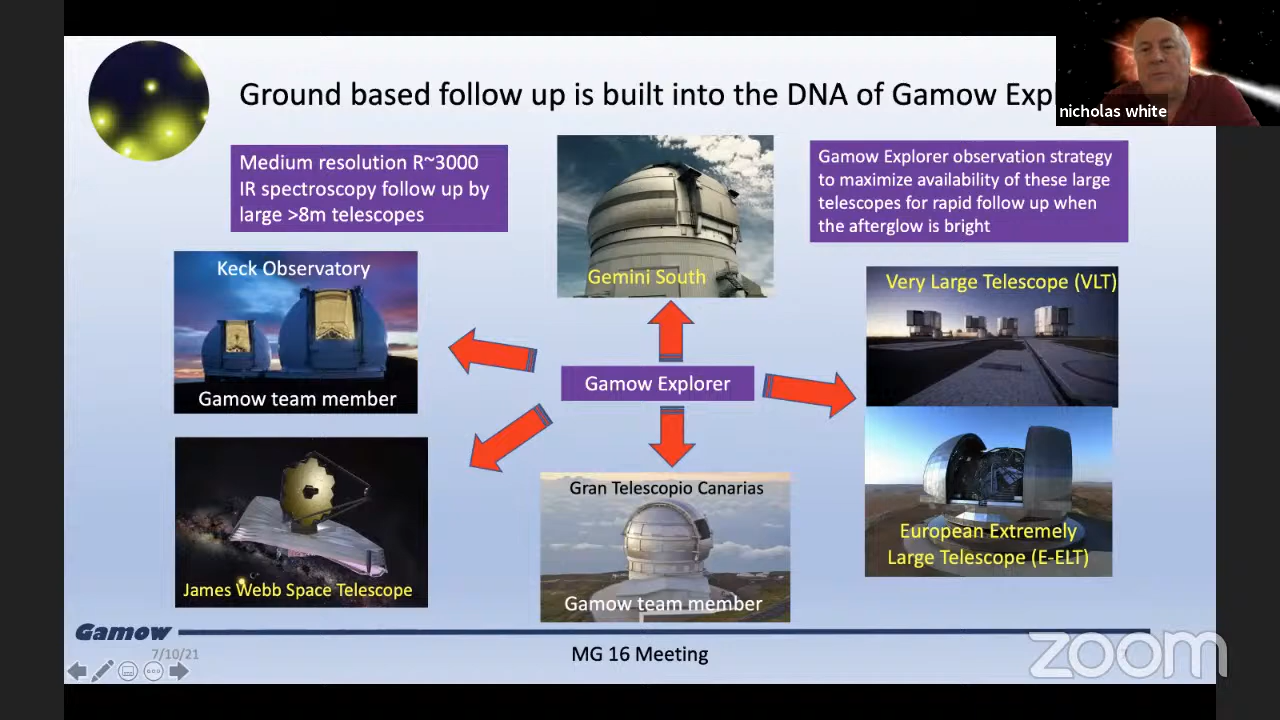 Ground based follow up is built into the DNA of Gamow Exp
nicholas white
Medium resolution R~3000
IR spectroscopy follow up by
large >8m telescopes
Gamow Explorer observation strategy
to maximize availability of these large
telescopes for rapid follow up when
the afterglow is bright
Gemini South
Keck Observatory
Gamow team member
Very Large Telescope (VLT)
Gamow Explorer
James Webb Space Telescope
Gran Telescopio Canarias
Gamow team member
European Extremely
Large Telescope (E-ELT)
Gamow
7/10/21
MG 16 Meeting
zoom